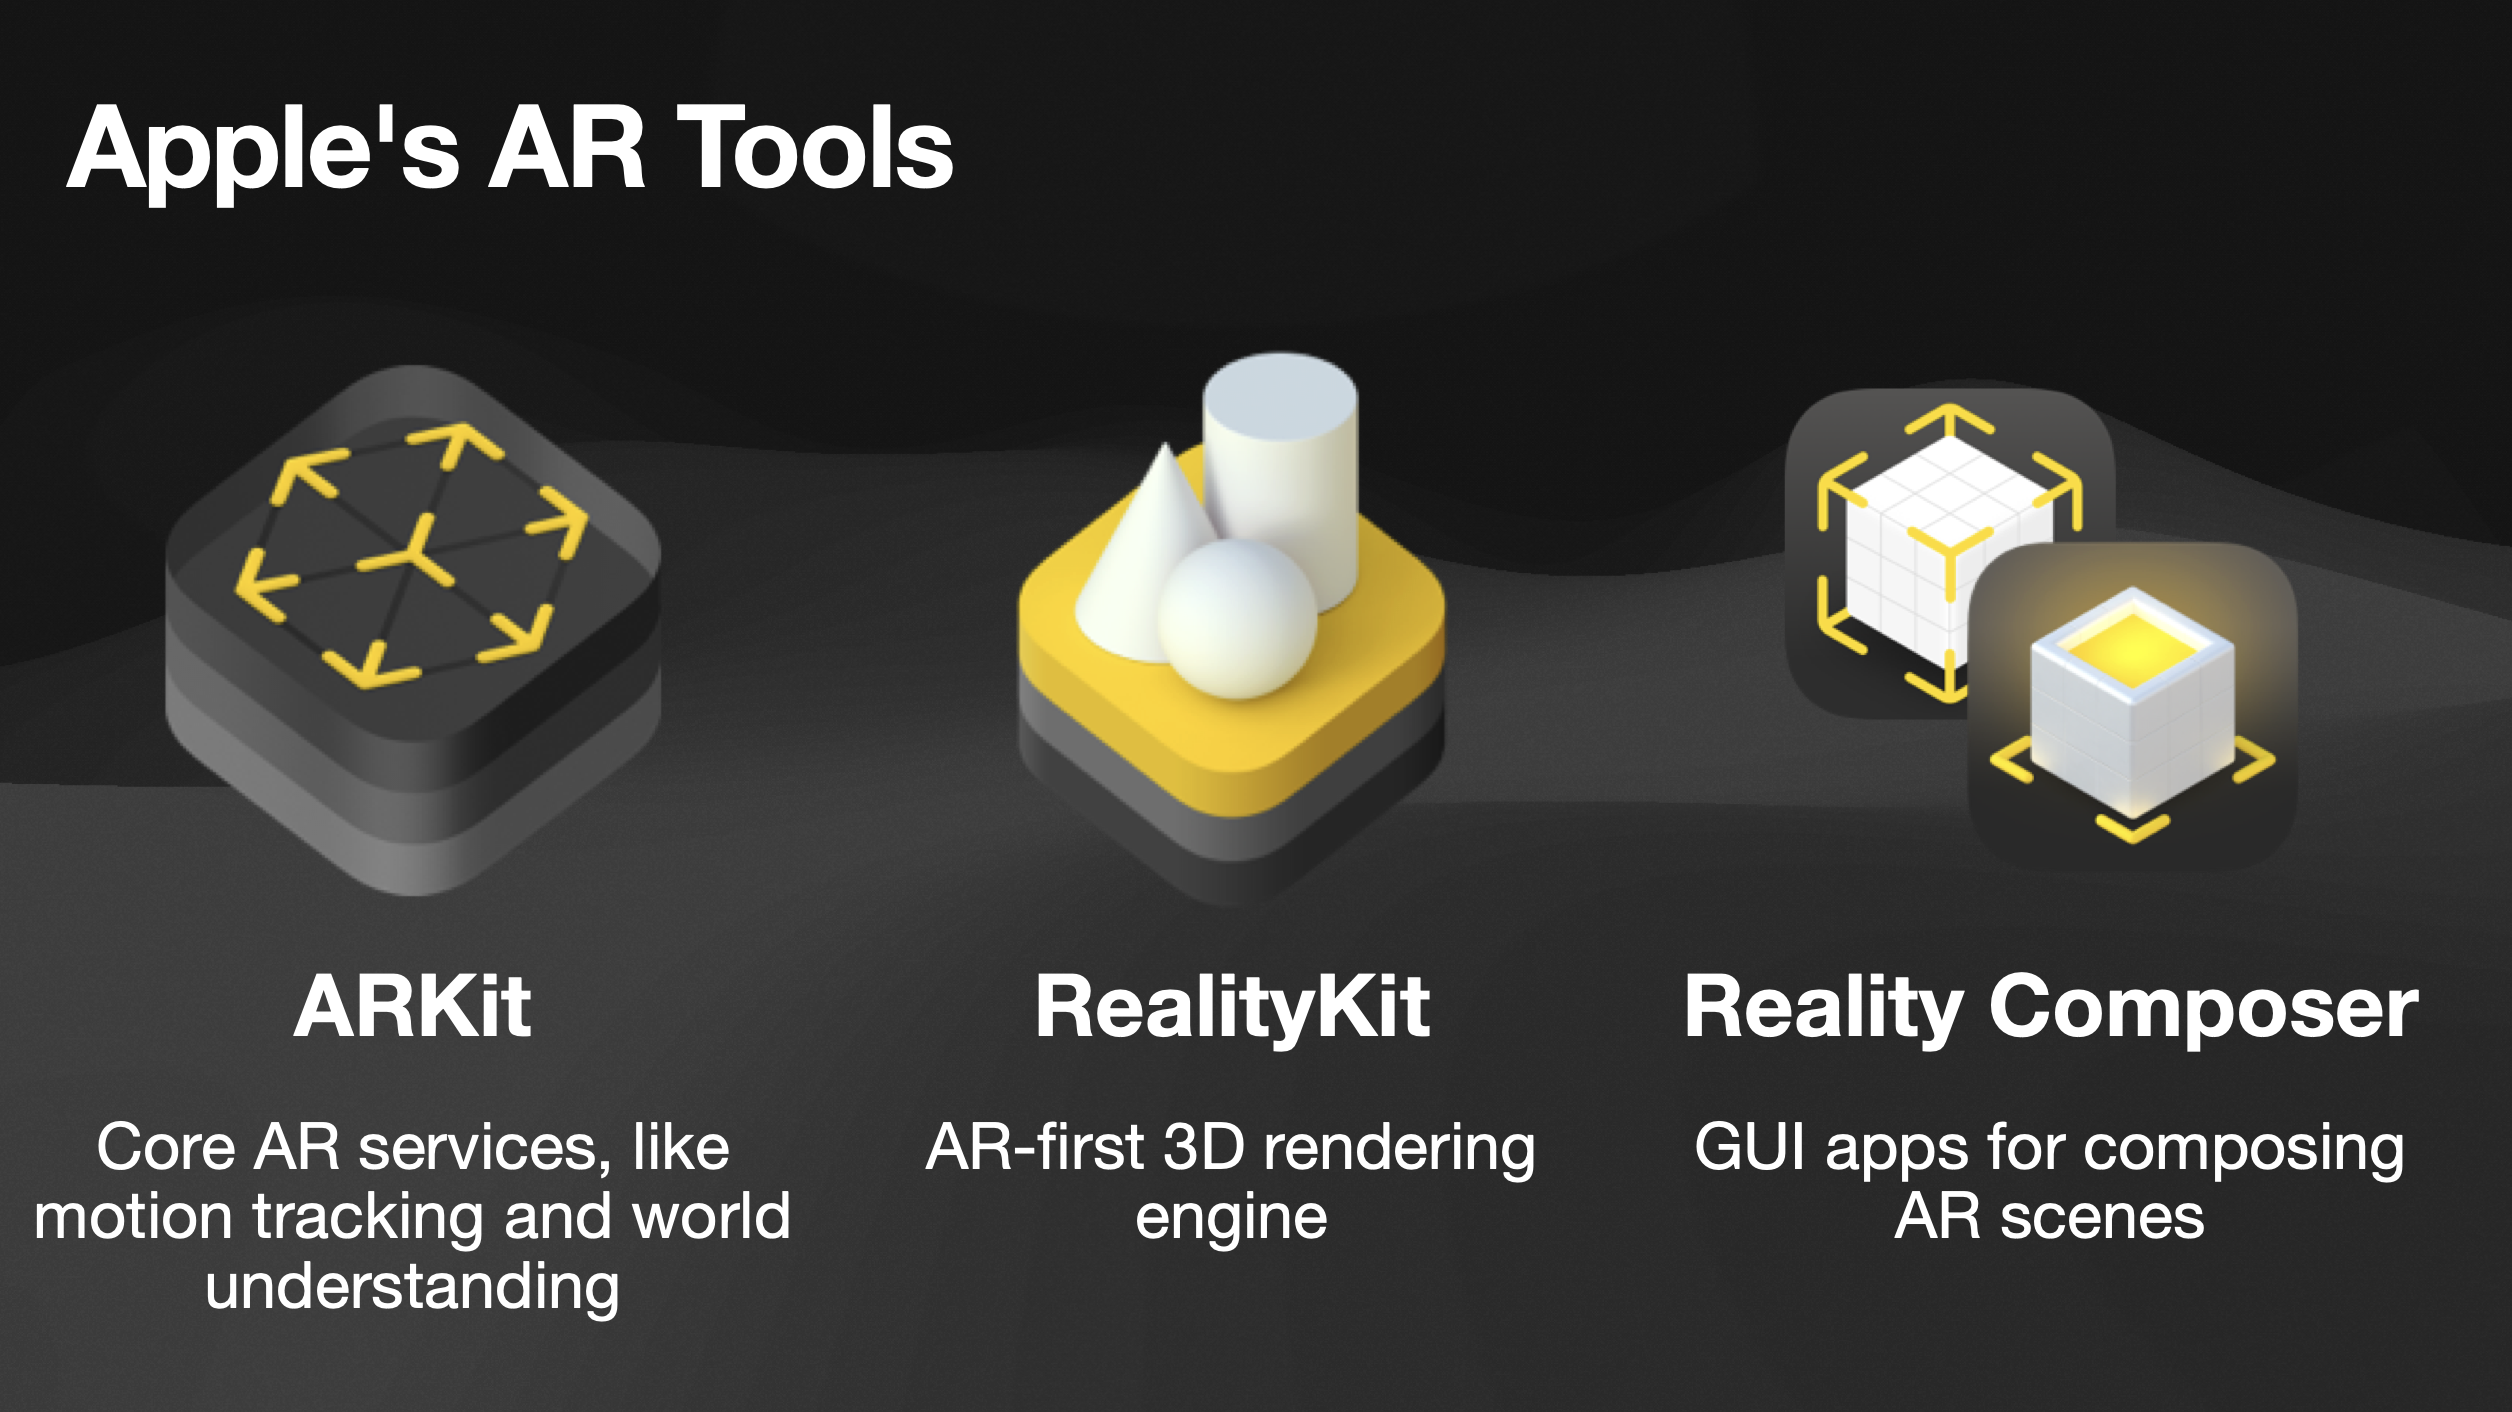 Apple's AR Tools
ARKit
Core AR services, like
motion tracking and world
understanding
RealityKit
AR-first 3D rendering
engine
Reality Composer
GUI apps for composing
AR scenes